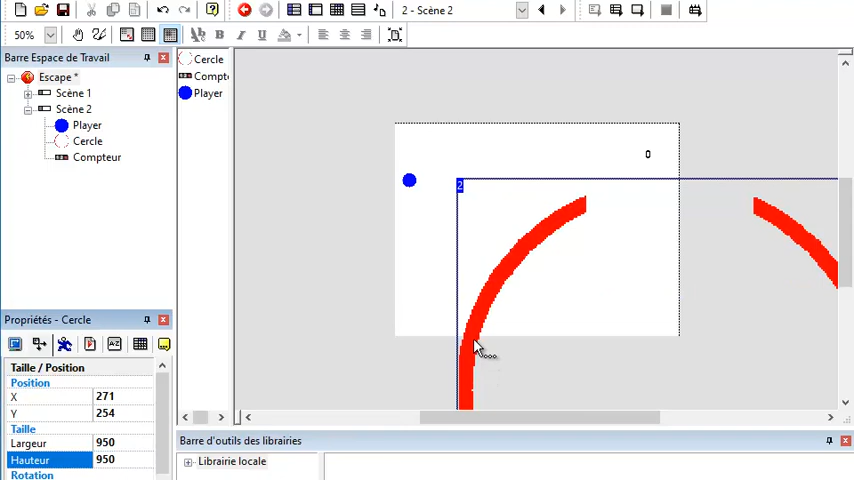 2 - Scène 2
50%
A B I U
Barre Espace de Travail
Escape *
Scène 1
Scène 2
Player
Cercle
Compteur
Cercle
Compt
Player
0
2
Propriétés - Cercle
Taille / Position
Position
X 271
Y 254
Taille
Largeur 950
Hauteur 950
Rotation
Barre d'outils des librairies
Librairie locale